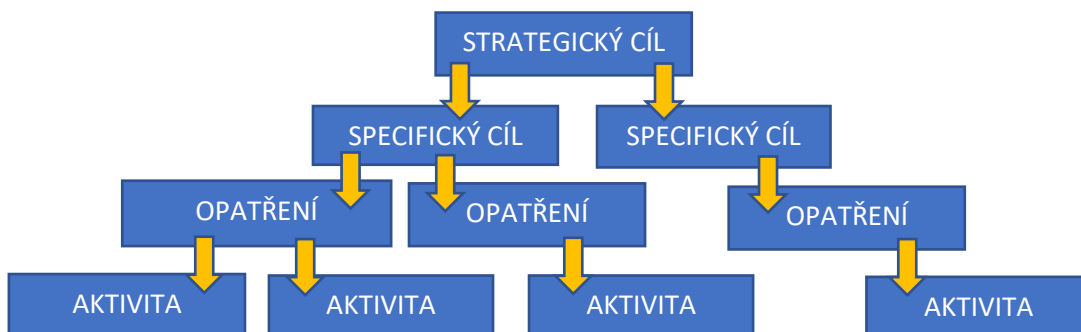 STRATEGICKÝ CÍL
SPECIFICKÝ CÍL
SPECIFICKÝ CÍL
OPATŘENÍ
OPATŘENÍ
OPATŘENÍ
AKTIVITA
AKTIVITA
AKTIVITA
AKTIVITA